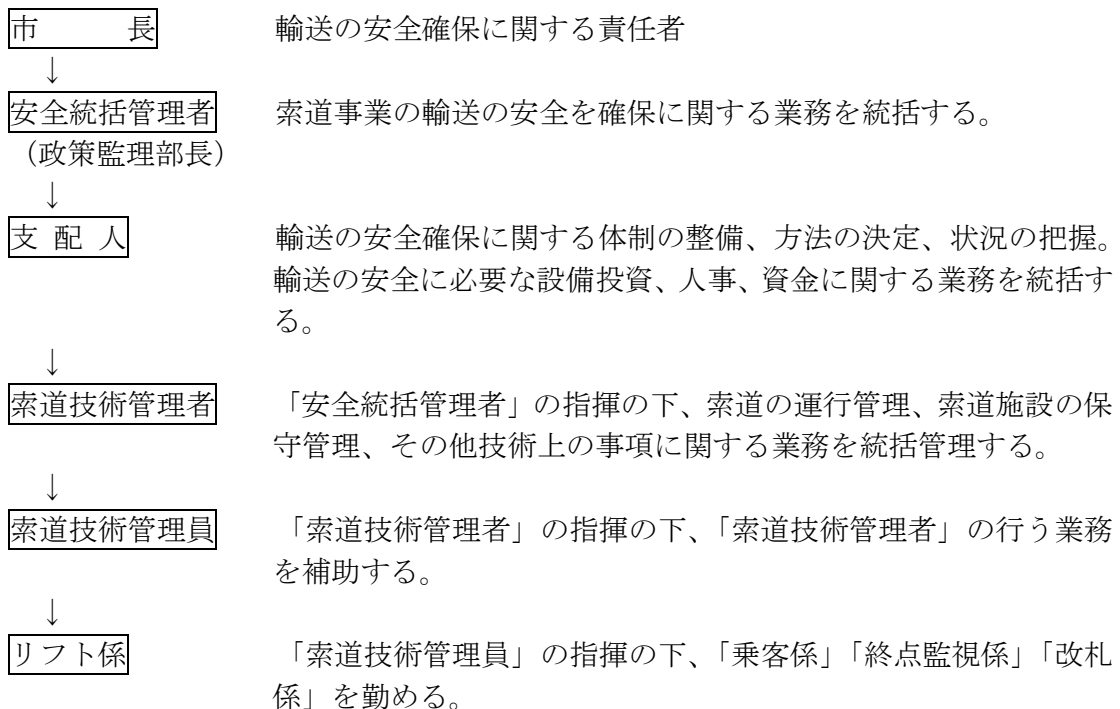 市 長 輸送の安全確保に関する責任者
↓
安全統括管理者 索道事業の輸送の安全を確保に関する業務を統括する。
（政策監理部長）
↓
支 配 人 輸送の安全確保に関する体制の整備、方法の決定、状況の把握。
輸送の安全に必要な設備投資、人事、資金に関する業務を統括す
る。
↓
索道技術管理者 「安全統括管理者」の指揮の下、索道の運行管理、索道施設の保
守管理、その他技術上の事項に関する業務を統括管理する。
↓
索道技術管理員 「索道技術管理者」の指揮の下、「索道技術管理者」の行う業務
を補助する。
↓
リフト係 「索道技術管理員」の指揮の下、「乗客係」「終点監視係」「改札
係」を勤める。